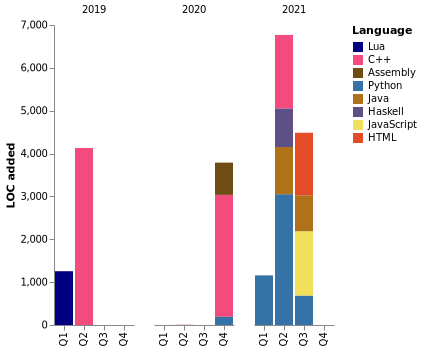 2019 2020 2021
7,000
6,000
5,000
4,000
3,000
2,000
1,000
0
LOC added
Q1 Q2 Q3 Q4 Q1 Q2 Q3 Q4 Q1 Q2 Q3 Q4
Language
Lua
C++
Assembly
Python
Java
Haskell
JavaScript
HTML